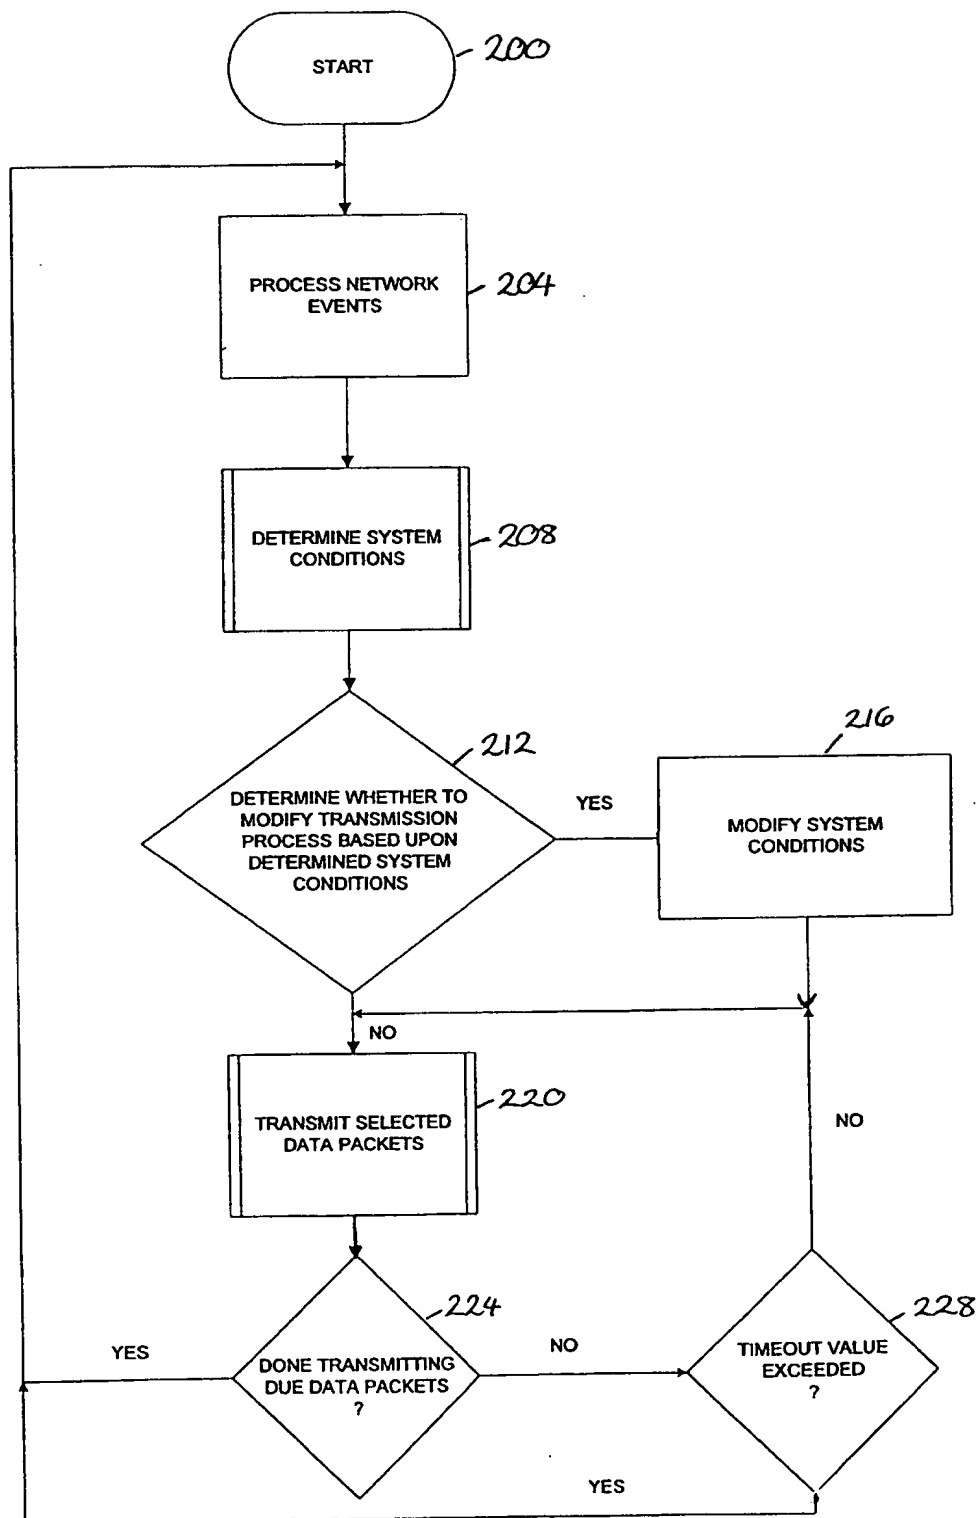 START
200
PROCESS NETWORK
EVENTS
204
DETERMINE SYSTEM
CONDITIONS
208
212
DETERMINE WHETHER TO
MODIFY TRANSMISSION
PROCESS BASED UPON
DETERMINED SYSTEM
CONDITIONS
YES
216
MODIFY SYSTEM
CONDITIONS
NO
TRANSMIT SELECTED
DATA PACKETS
220
NO
224
DONE TRANSMITTING
DUE DATA PACKETS
?
YES
NO
228
TIMEOUT VALUE
EXCEEDED
?
YES